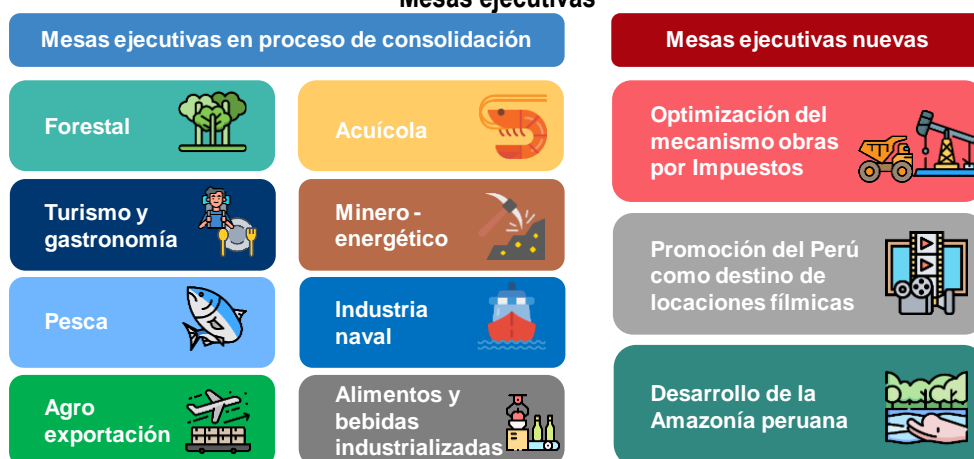 Mesas ejecutivas
Mesas ejecutivas en proceso de consolidación
Forestal
Acuícola
Turismo y
gastronomía
Minero -
energético
Pesca
Industria
naval
Agro
exportación
Alimentos y
bebidas
industrializadas
Mesas ejecutivas nuevas
Optimización del
mecanismo obras
por Impuestos
Promoción del Perú
como destino de
locaciones fílmicas
Desarrollo de la
Amazonía peruana